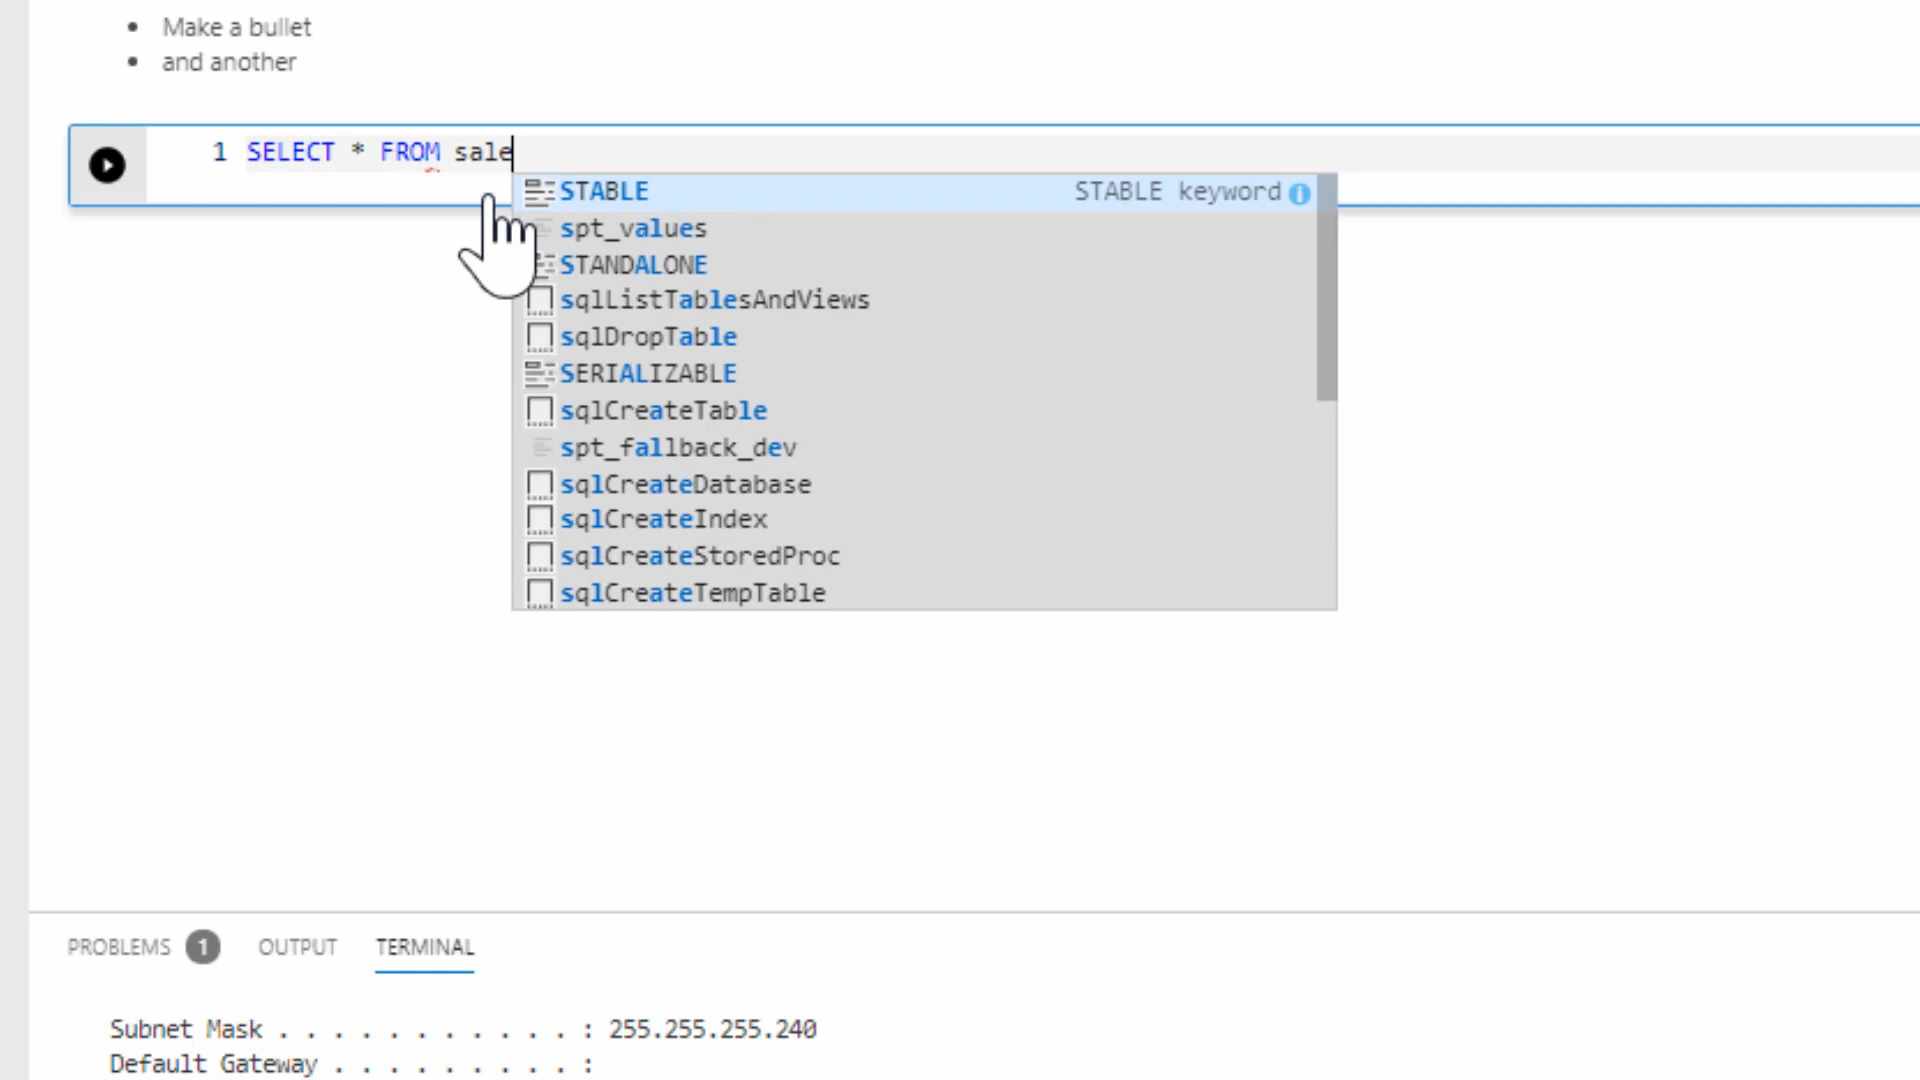 Make a bullet
and another
1 SELECT * FROM sale
STABLE STABLE keyword
spt_values
STANDALONE
sqlListTablesAndViews
sqlDropTable
SERIALIZABLE
sqlCreateTable
spt_fallback_dev
sqlCreateDatabase
sqlCreateIndex
sqlCreateStoredProc
sqlCreateTempTable
PROBLEMS 1 OUTPUT TERMINAL
Subnet Mask . . . . . . . . . . . : 255.255.255.240
Default Gateway . . . . . . . . . :